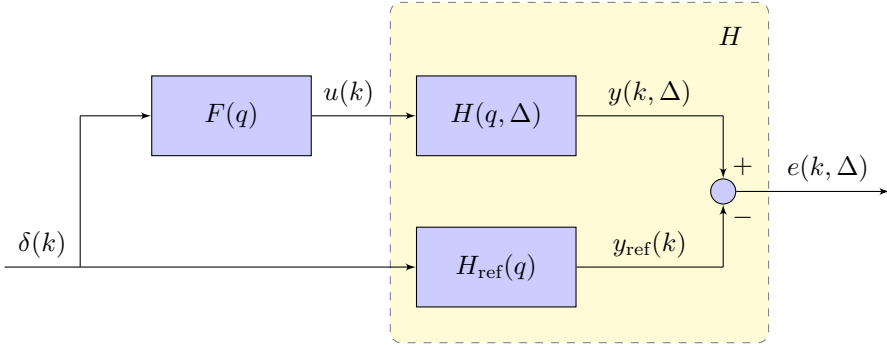 H
F(q)
u(k)
H(q, Δ)
y(k, Δ)
+
e(k, Δ)
−
δ(k)
H_ref(q)
y_ref(k)